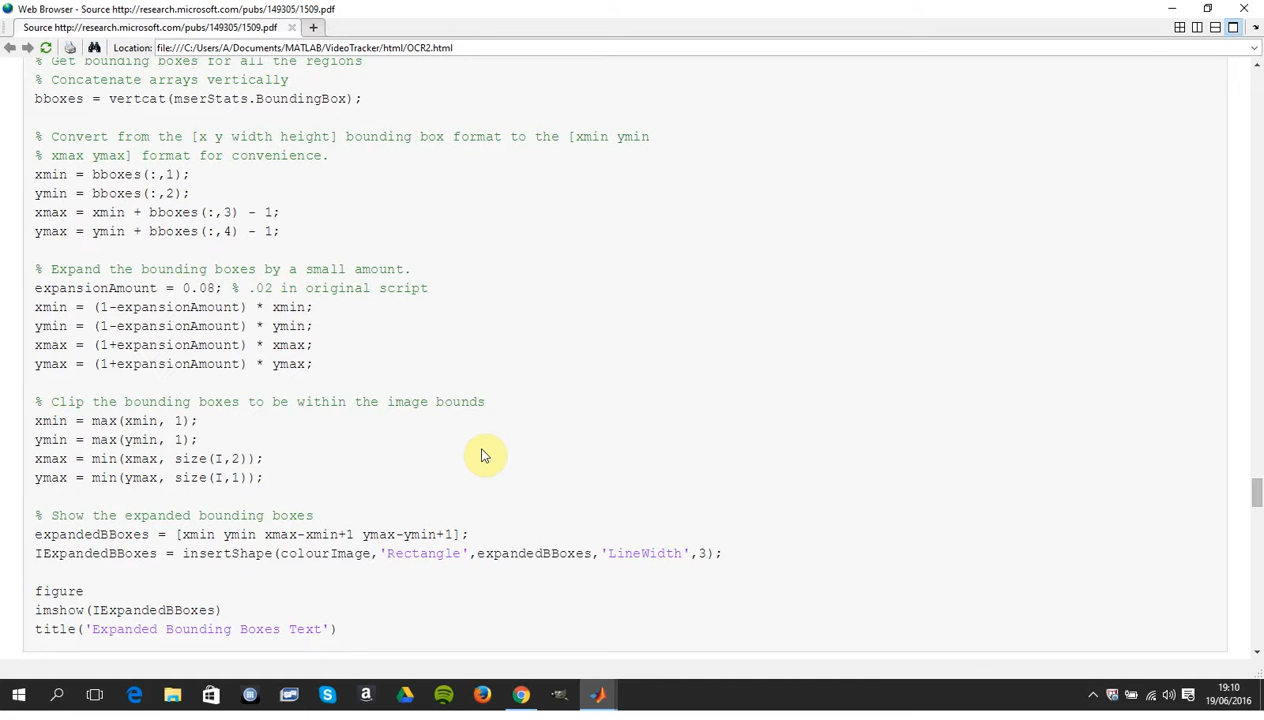 Web Browser - Source http://research.microsoft.com/pubs/149305/1509.pdf
Source http://research.microsoft.com/pubs/149305/1509.pdf
Location: file:///C:/Users/A/Documents/MATLAB/VideoTracker/html/OCR2.html
% Get bounding boxes for all the regions
% Concatenate arrays vertically
bboxes = vertcat(mserStats.BoundingBox);
% Convert from the [x y width height] bounding box format to the [xmin ymin
% xmax ymax] format for convenience.
xmin = bboxes(:,1);
ymin = bboxes(:,2);
xmax = xmin + bboxes(:,3) - 1;
ymax = ymin + bboxes(:,4) - 1;
% Expand the bounding boxes by a small amount.
expansionAmount = 0.08; % .02 in original script
xmin = (1-expansionAmount) * xmin;
ymin = (1-expansionAmount) * ymin;
xmax = (1+expansionAmount) * xmax;
ymax = (1+expansionAmount) * ymax;
% Clip the bounding boxes to be within the image bounds
xmin = max(xmin, 1);
ymin = max(ymin, 1);
xmax = min(xmax, size(I,2));
ymax = min(ymax, size(I,1));
% Show the expanded bounding boxes
expandedBBoxes = [xmin ymin xmax-xmin+1 ymax-ymin+1];
IExpandedBBoxes = insertShape(colourImage,'Rectangle',expandedBBoxes,'LineWidth',3);
figure
imshow(IExpandedBBoxes)
title('Expanded Bounding Boxes Text')
19:10
19/06/2016